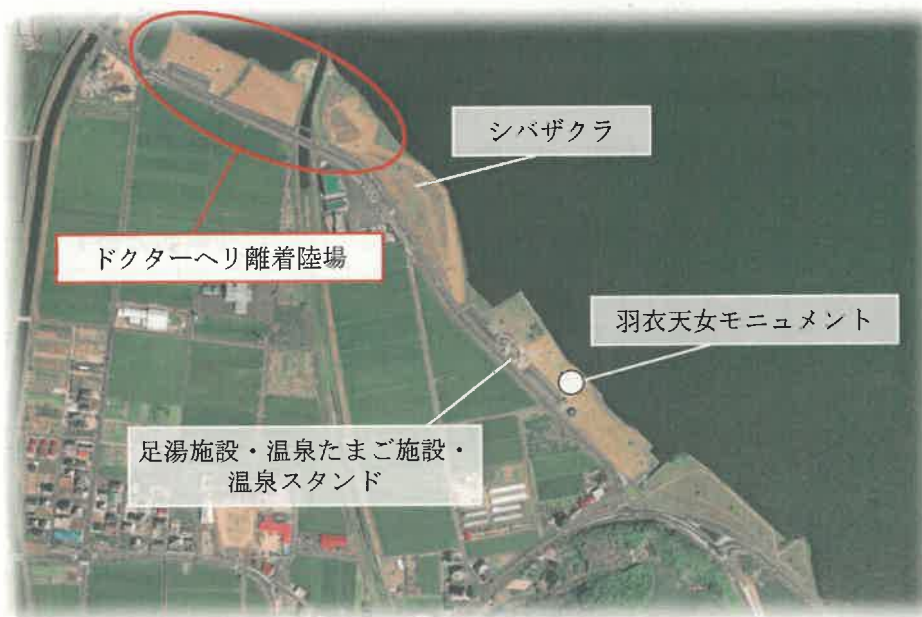 シバザクラ
ドクターヘリ離着陸場
羽衣天女モニュメント
足湯施設・温泉たまご施設・
温泉スタンド